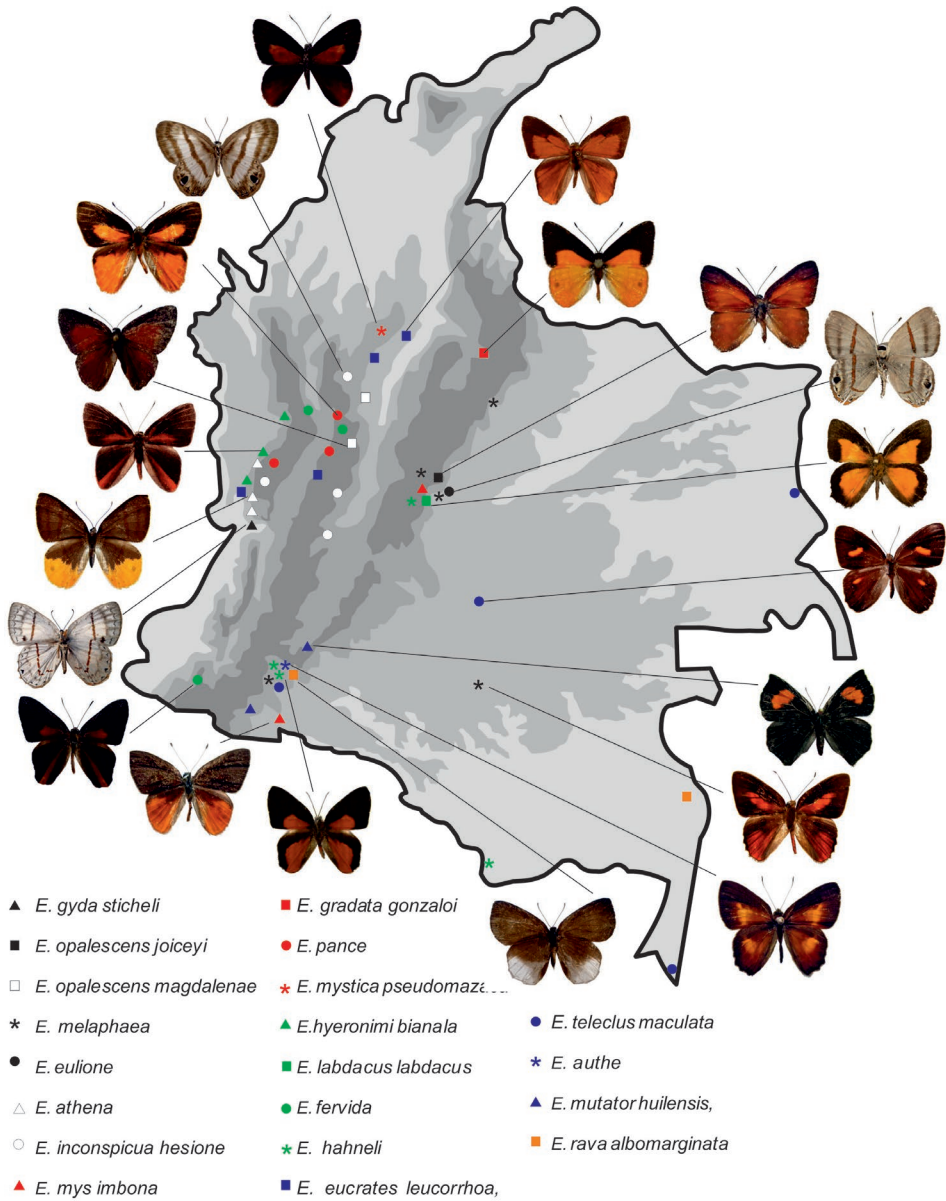 E. gyda sticheli
E. opalescens joiceyi
E. opalescens magdalenae
E. melaphaea
E. eulione
E. athena
E. inconspicua hesione
E. mys imbona
E. gradata gonzaloi
E. pance
E. mystica
E.hyeronimi bianala
E. labdacus labdacus
E. fervida
E. hahneli
E. eucrates leucorrhoa,
E. teleclus maculata
E. authe
E. mutator huilensis,
E. rava albomarginata